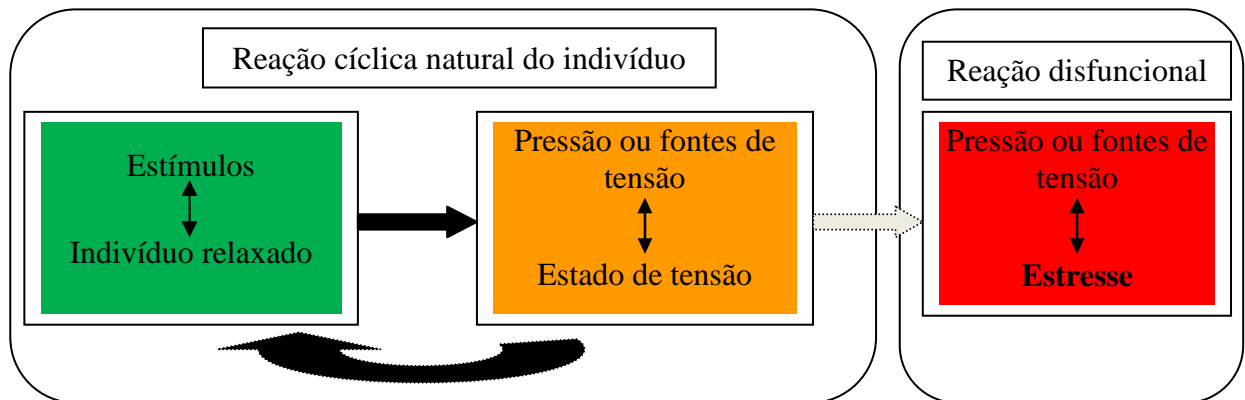 Reação cíclica natural do indivíduo
Estímulos
Indivíduo relaxado
Pressão ou fontes de
tensão
Estado de tensão
Reação disfuncional
Pressão ou fontes de
tensão
Estresse